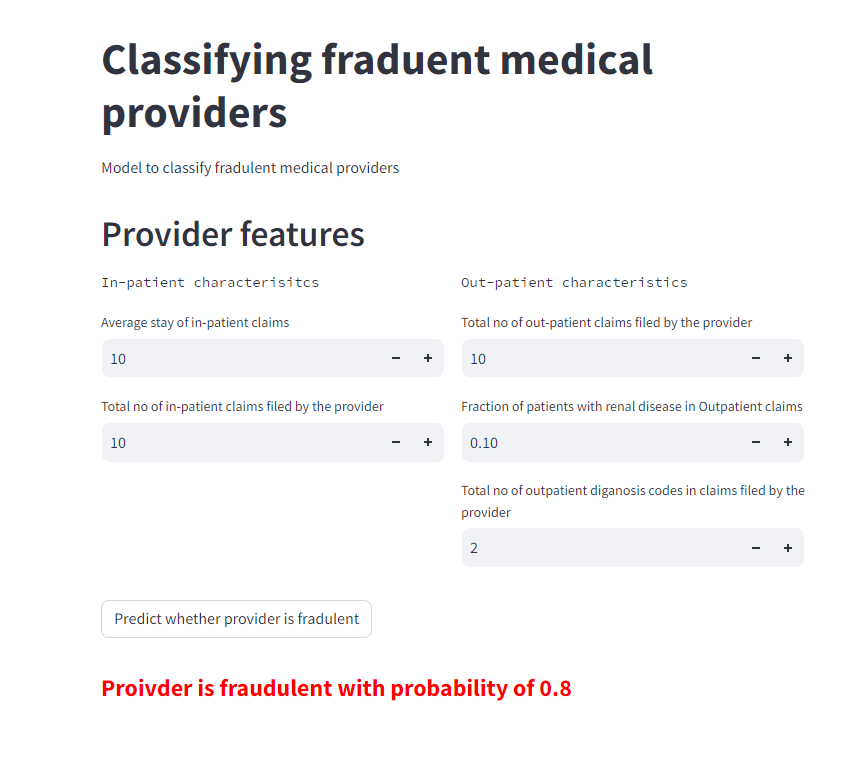 Classifying fraduent medical
providers
Model to classify fradulent medical providers
Provider features
In-patient characterisitcs
Average stay of in-patient claims
10
Total no of in-patient claims filed by the provider
10
Out-patient characteristics
Total no of out-patient claims filed by the provider
10
Fraction of patients with renal disease in Outpatient claims
0.10
Total no of outpatient diganosis codes in claims filed by the
provider
2
Predict whether provider is fradulent
Proivder is fraudulent with probability of 0.8